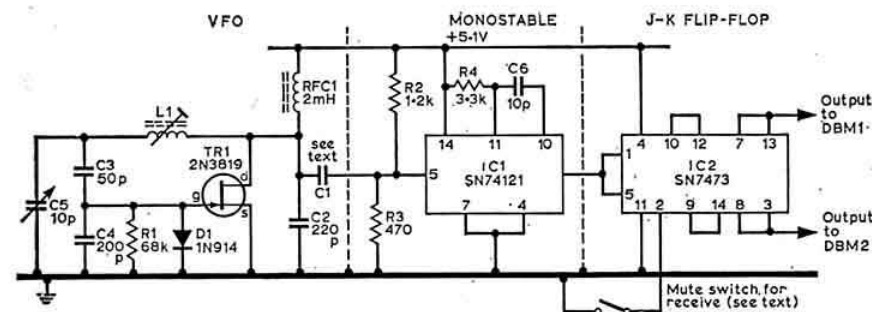 VFO
MONOSTABLE
J-K FLIP-FLOP
+5·1V
RFC1
2mH
R2
1·2k
R4
3·3k
C6
10p
L1
TR1
2N3819
d
g
s
see
text
C1
C3
50p
C5
10p
C4
200
p
R1
68k
D1
1N914
C2
220
p
R3
470
14
11
10
5
IC1
SN74121
7
4
4
10
12
7
13
1
IC2
SN7473
5
11
2
9
14
8
3
Output
to
DBM1
Output
to
DBM2
Mute switch, for
receive (see text)